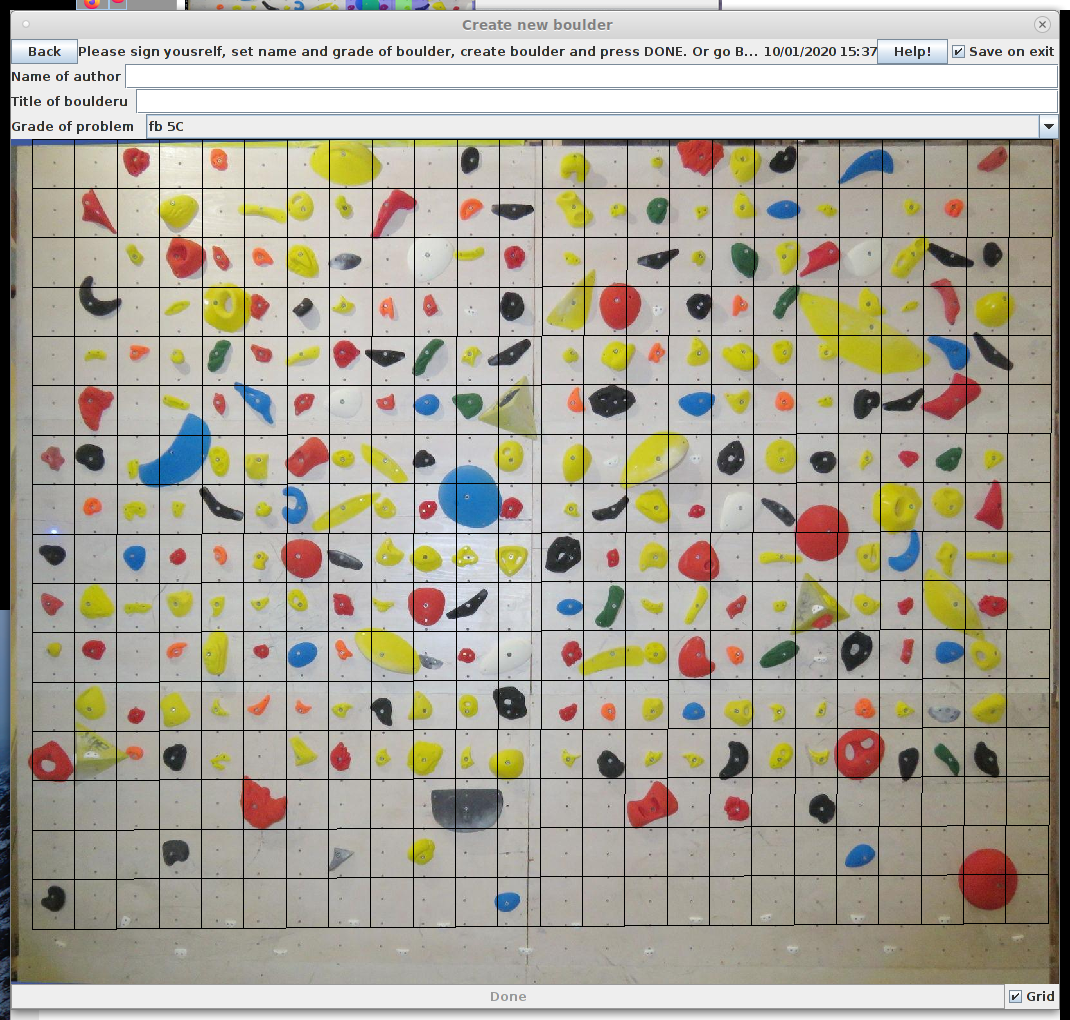 Create new boulder
Back Please sign yousrelf, set name and grade of boulder, create boulder and press DONE. Or go B... 10/01/2020 15:37 Help! Save on exit
Name of author
Title of boulderu
Grade of problem fb 5C
Done Grid